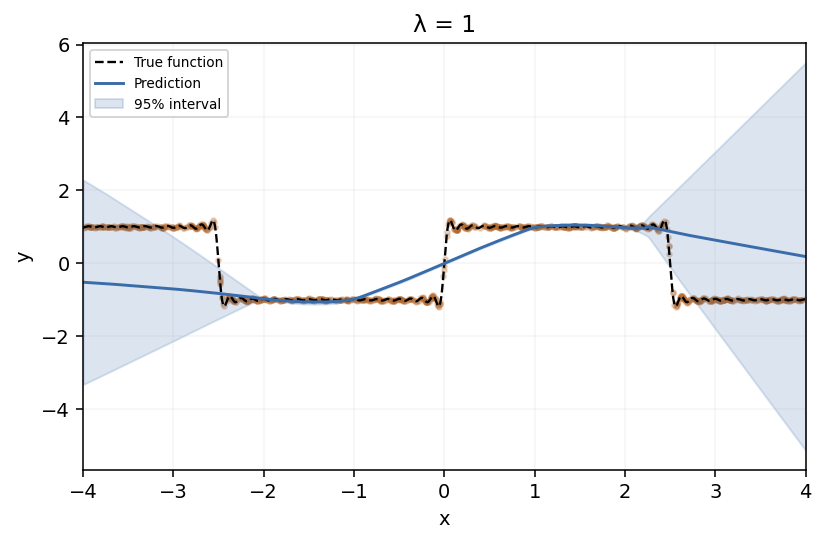 λ = 1
6
4
2
0
−2
−4
y
True function
Prediction
95% interval
−4 −3 −2 −1 0 1 2 3 4
x